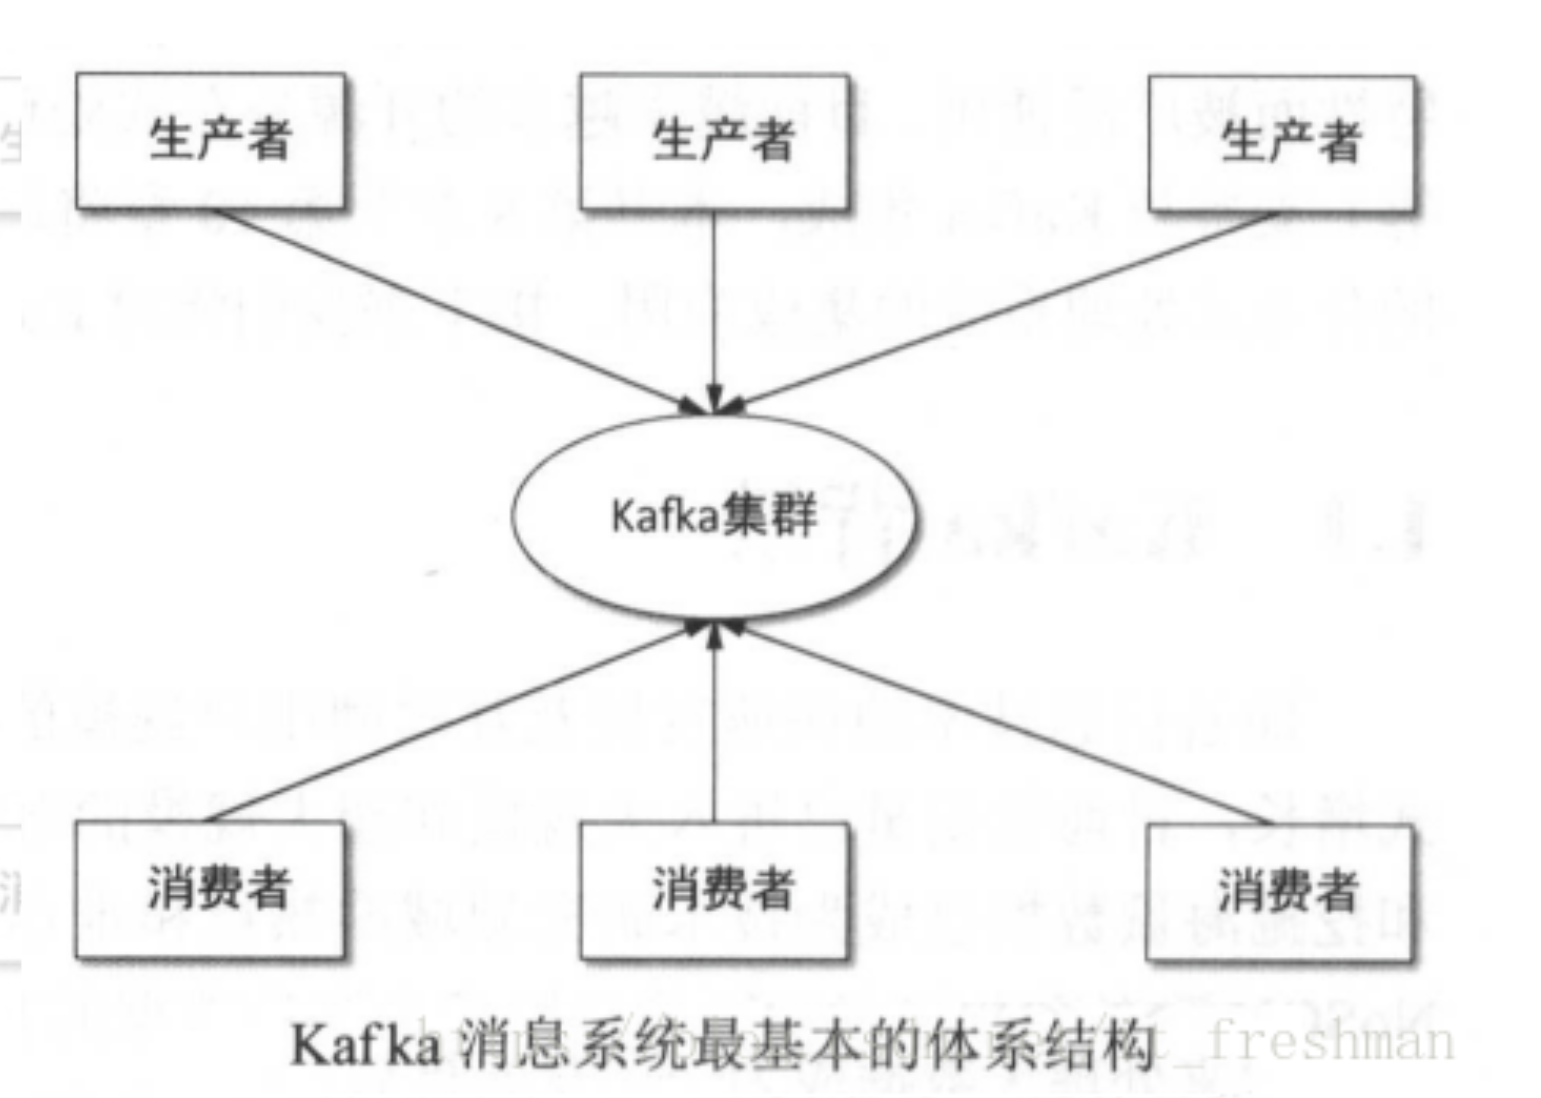 生产者 生产者 生产者
Kafka集群
消费者 消费者 消费者
Kafka 消息系统最基本的体系结构
t_freshman